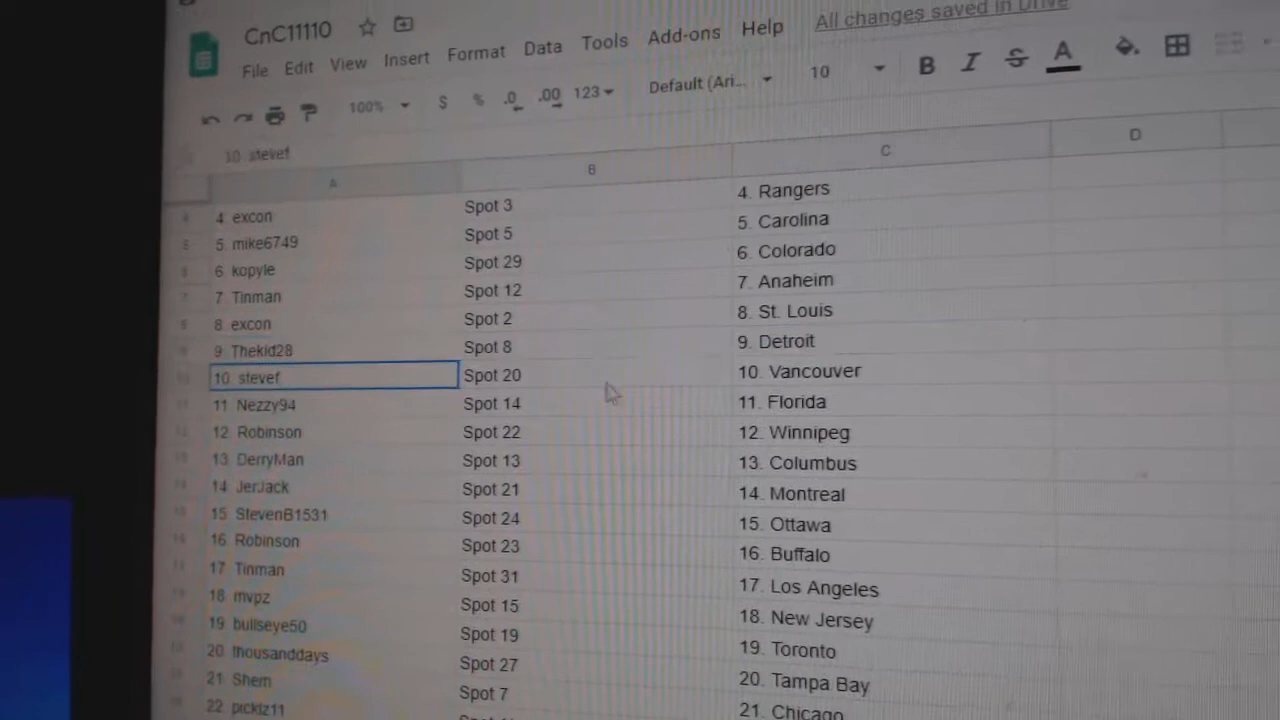 CnC11110
All changes saved in Drive
File Edit View Insert Format Data Tools Add-ons Help
100% $ % .0 .00 123 Default (Ari... 10 B I S A
10 stevef
A B C D
4 excon Spot 3 4. Rangers
5. mike6749 Spot 5 5. Carolina
6 kopyle Spot 29 6. Colorado
7 Tinman Spot 12 7. Anaheim
8. excon Spot 2 8. St. Louis
9 Thekid28 Spot 8 9. Detroit
10. stevef Spot 20 10. Vancouver
11 Nezzy94 Spot 14 11. Florida
12. Robinson Spot 22 12. Winnipeg
13 DerryMan Spot 13 13. Columbus
14 JerJack Spot 21 14. Montreal
15 StevenB1531 Spot 24 15. Ottawa
16 Robinson Spot 23 16. Buffalo
17 Tinman Spot 31 17. Los Angeles
18 mvpz Spot 15 18. New Jersey
19 bullseye50 Spot 19 19. Toronto
20 thousanddays Spot 27 20. Tampa Bay
21 Shem Spot 7 21. Chicago
22 picklz11